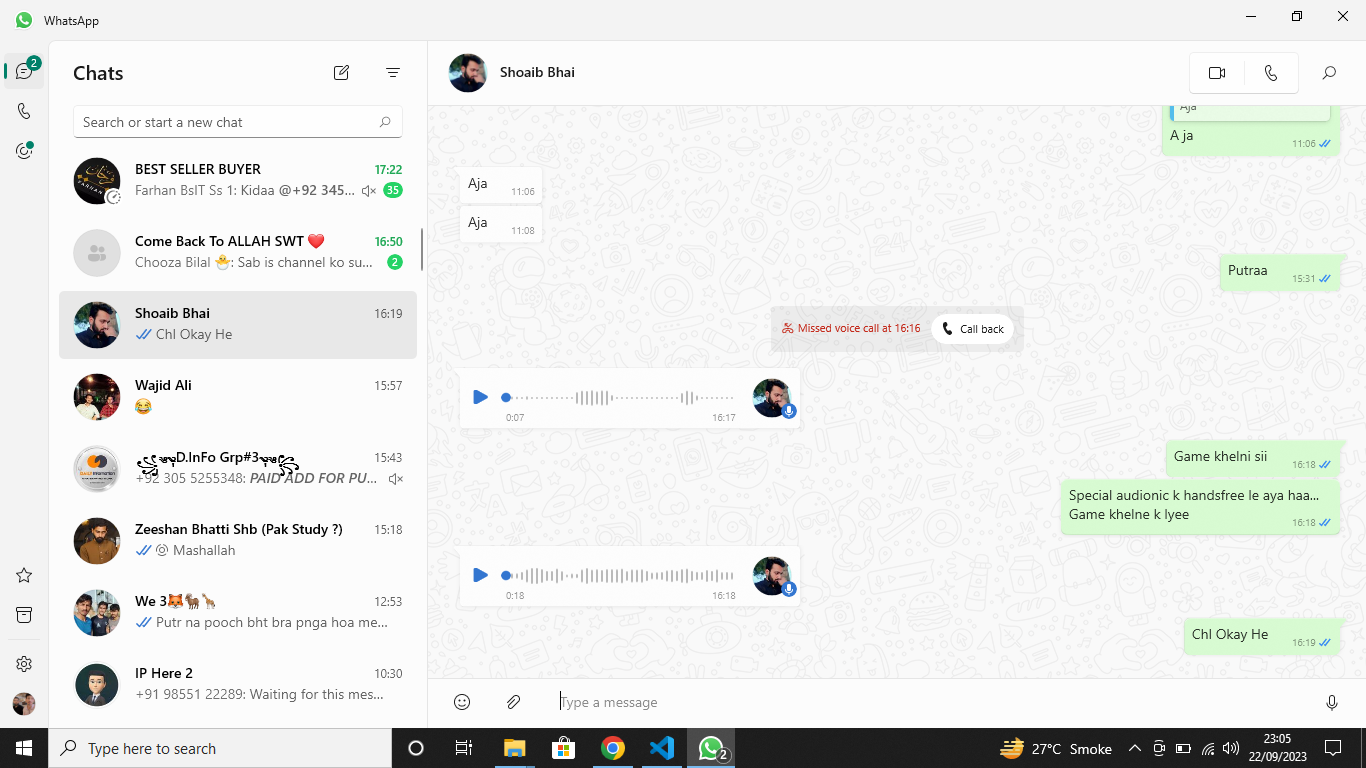 WhatsApp
2
Chats
Search or start a new chat
BEST SELLER BUYER 17:22
Farhan BsIT Ss 1: Kidaa @+92 345... 35
Come Back To ALLAH SWT ❤️ 16:50
Chooza Bilal 🐣: Sab is channel ko su... 2
Shoaib Bhai 16:19
Chl Okay He
Wajid Ali 15:57
😂
꧁༒D.InFo Grp#3༒꧂ 15:43
+92 305 5255348: PAID ADD FOR PU...
Zeeshan Bhatti Shb (Pak Study ?) 15:18
Mashallah
We 3🦊🐐🦒 12:53
Putr na pooch bht bra pnga hoa me...
IP Here 2 10:30
+91 98551 22289: Waiting for this mes...
Shoaib Bhai
Aja
A ja 11:06
Aja 11:06
Aja 11:08
Putraa 15:31
Missed voice call at 16:16 Call back
0:07 16:17
Game khelni sii 16:18
Special audionic k handsfree le aya haa...
Game khelne k lyee 16:18
0:18 16:18
Chl Okay He 16:19
Type a message
Type here to search
2
27°C Smoke
23:05
22/09/2023